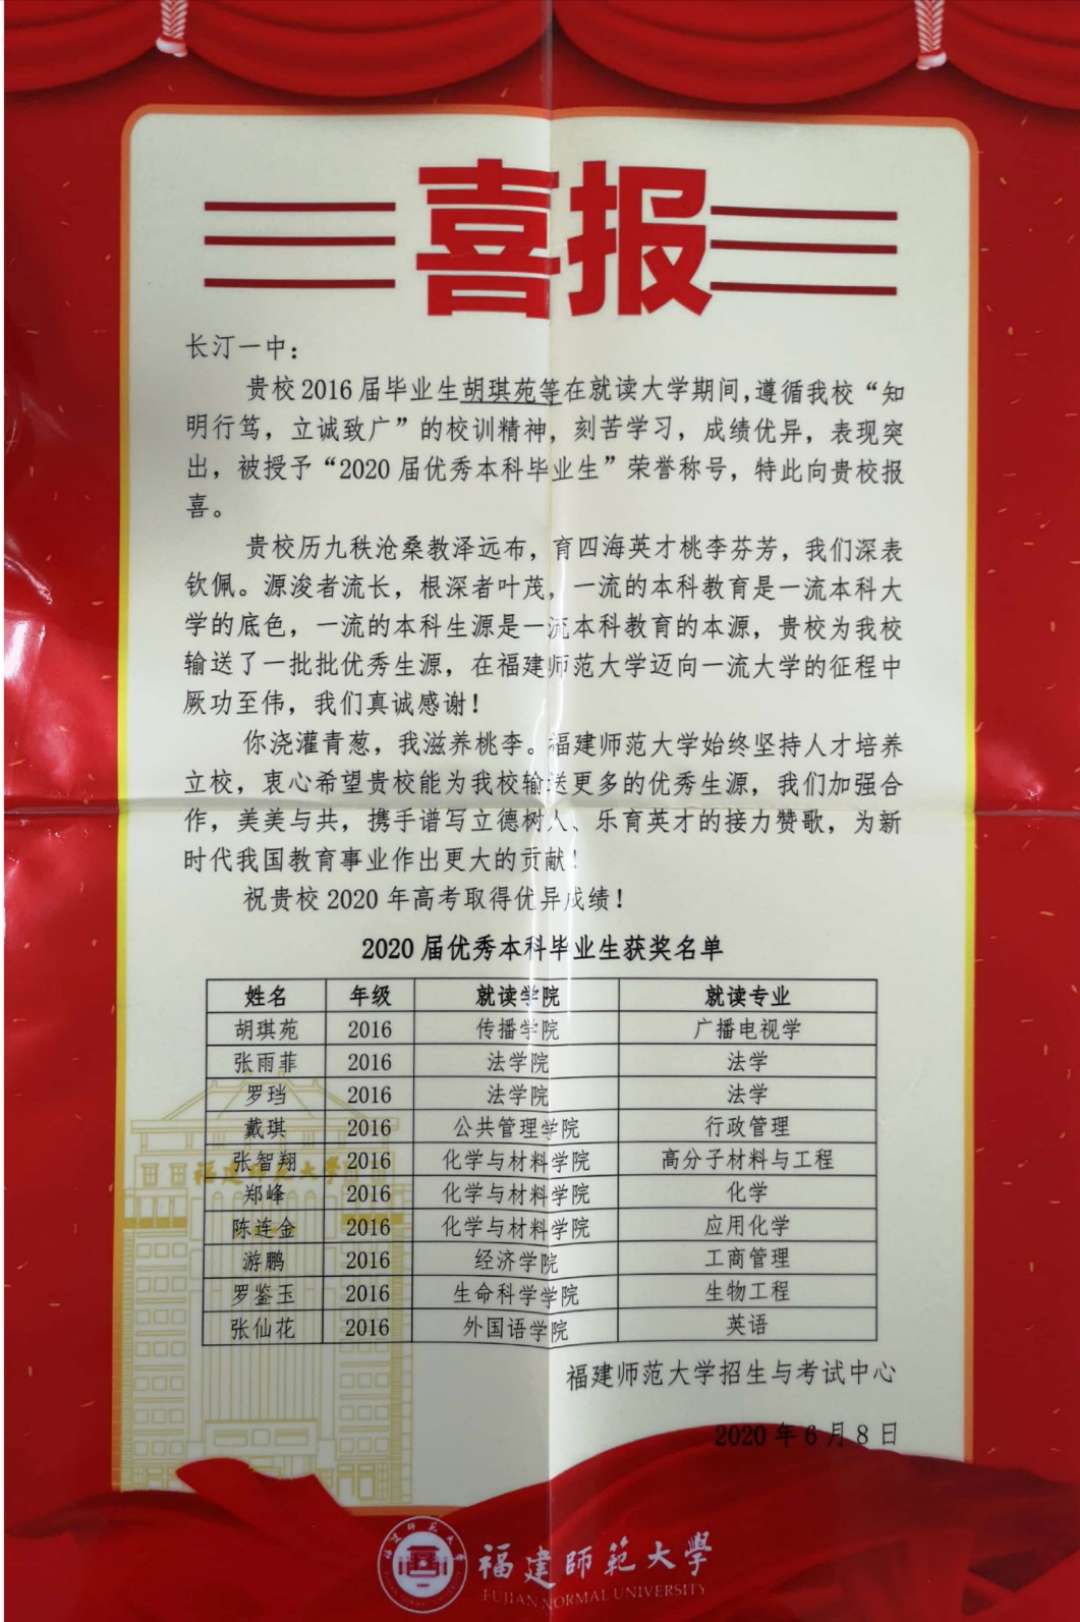 喜报
长汀一中：
贵校2016届毕业生胡琪苑等在就读大学期间，遵循我校“知
明行笃，立诚致广”的校训精神，刻苦学习，成绩优异，表现突
出，被授予“2020届优秀本科毕业生”荣誉称号，特此向贵校报
喜。
贵校历九秩沧桑教泽远布，育四海英才桃李芬芳，我们深表
钦佩。源浚者流长，根深者叶茂，一流的本科教育是一流本科大
学的底色，一流的本科生源是一流本科教育的本源，贵校为我校
输送了一批批优秀生源，在福建师范大学迈向一流大学的征程中
厥功至伟，我们真诚感谢！
你浇灌青葱，我滋养桃李。福建师范大学始终坚持人才培养
立校，衷心希望贵校能为我校输送更多的优秀生源，我们加强合
作，美美与共，携手谱写立德树人、乐育英才的接力赞歌，为新
时代我国教育事业作出更大的贡献！
祝贵校2020年高考取得优异成绩！
2020届优秀本科毕业生获奖名单
姓名 年级 就读学院 就读专业
胡琪苑 2016 传播学院 广播电视学
张雨菲 2016 法学院 法学
罗珰 2016 法学院 法学
戴琪 2016 公共管理学院 行政管理
张智翔 2016 化学与材料学院 高分子材料与工程
郑峰 2016 化学与材料学院 化学
陈连金 2016 化学与材料学院 应用化学
游鹏 2016 经济学院 工商管理
罗鉴玉 2016 生命科学学院 生物工程
张仙花 2016 外国语学院 英语
福建师范大学
福建师范大学招生与考试中心
2020年6月8日
福建師範大學
FUJIAN NORMAL UNIVERSITY